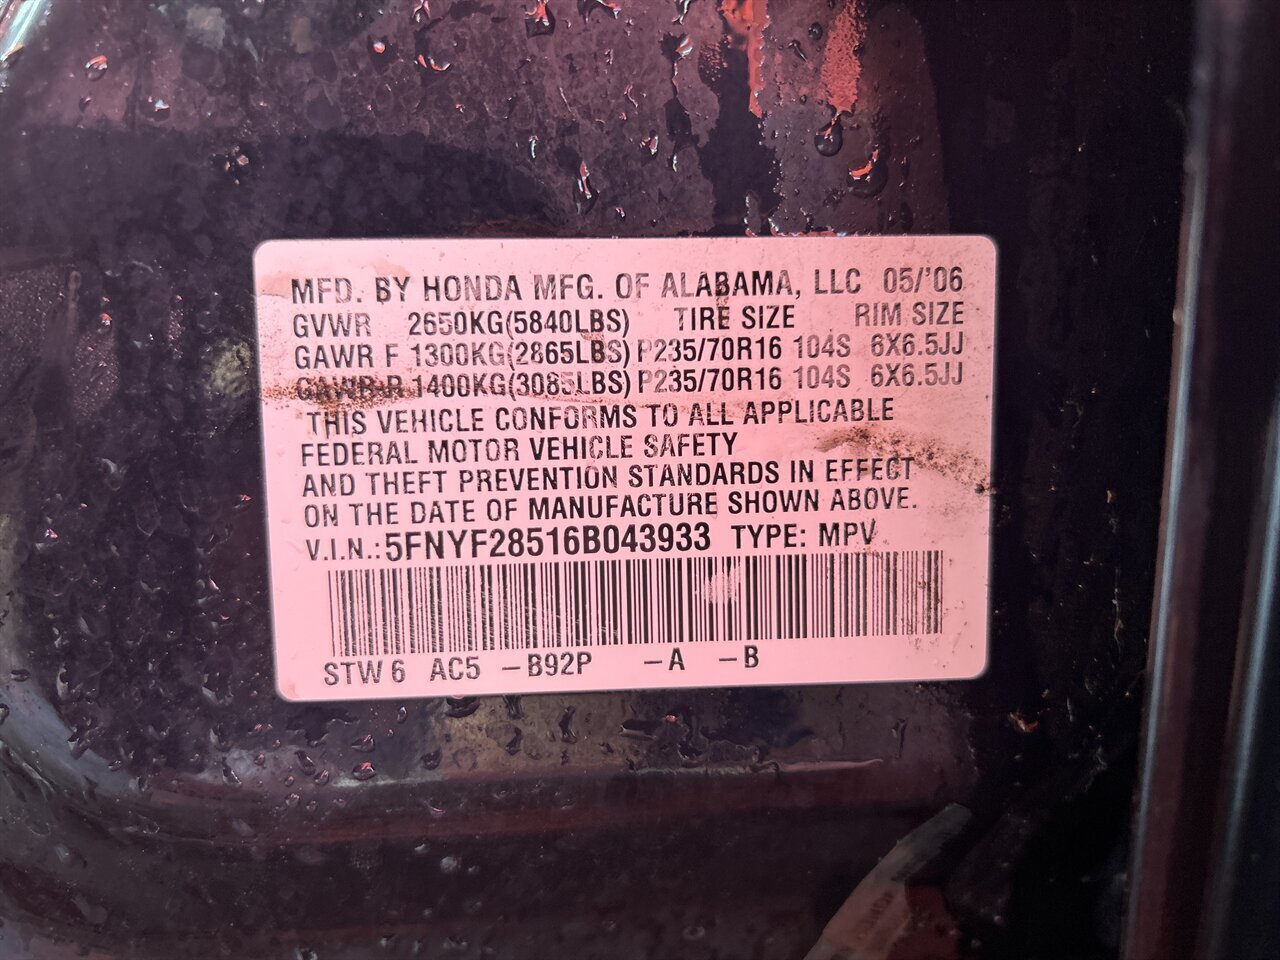 MFD. BY HONDA MFG. OF ALABAMA, LLC 05/'06
GVWR 2650KG(5840LBS) TIRE SIZE RIM SIZE
GAWR F 1300KG(2865LBS) P235/70R16 104S 6X6.5JJ
GAWR R 1400KG(3085LBS) P235/70R16 104S 6X6.5JJ
THIS VEHICLE CONFORMS TO ALL APPLICABLE
FEDERAL MOTOR VEHICLE SAFETY
AND THEFT PREVENTION STANDARDS IN EFFECT
ON THE DATE OF MANUFACTURE SHOWN ABOVE.
V.I.N.: 5FNYF28516B043933 TYPE: MPV
STW6 AC5 –B92P –A –B